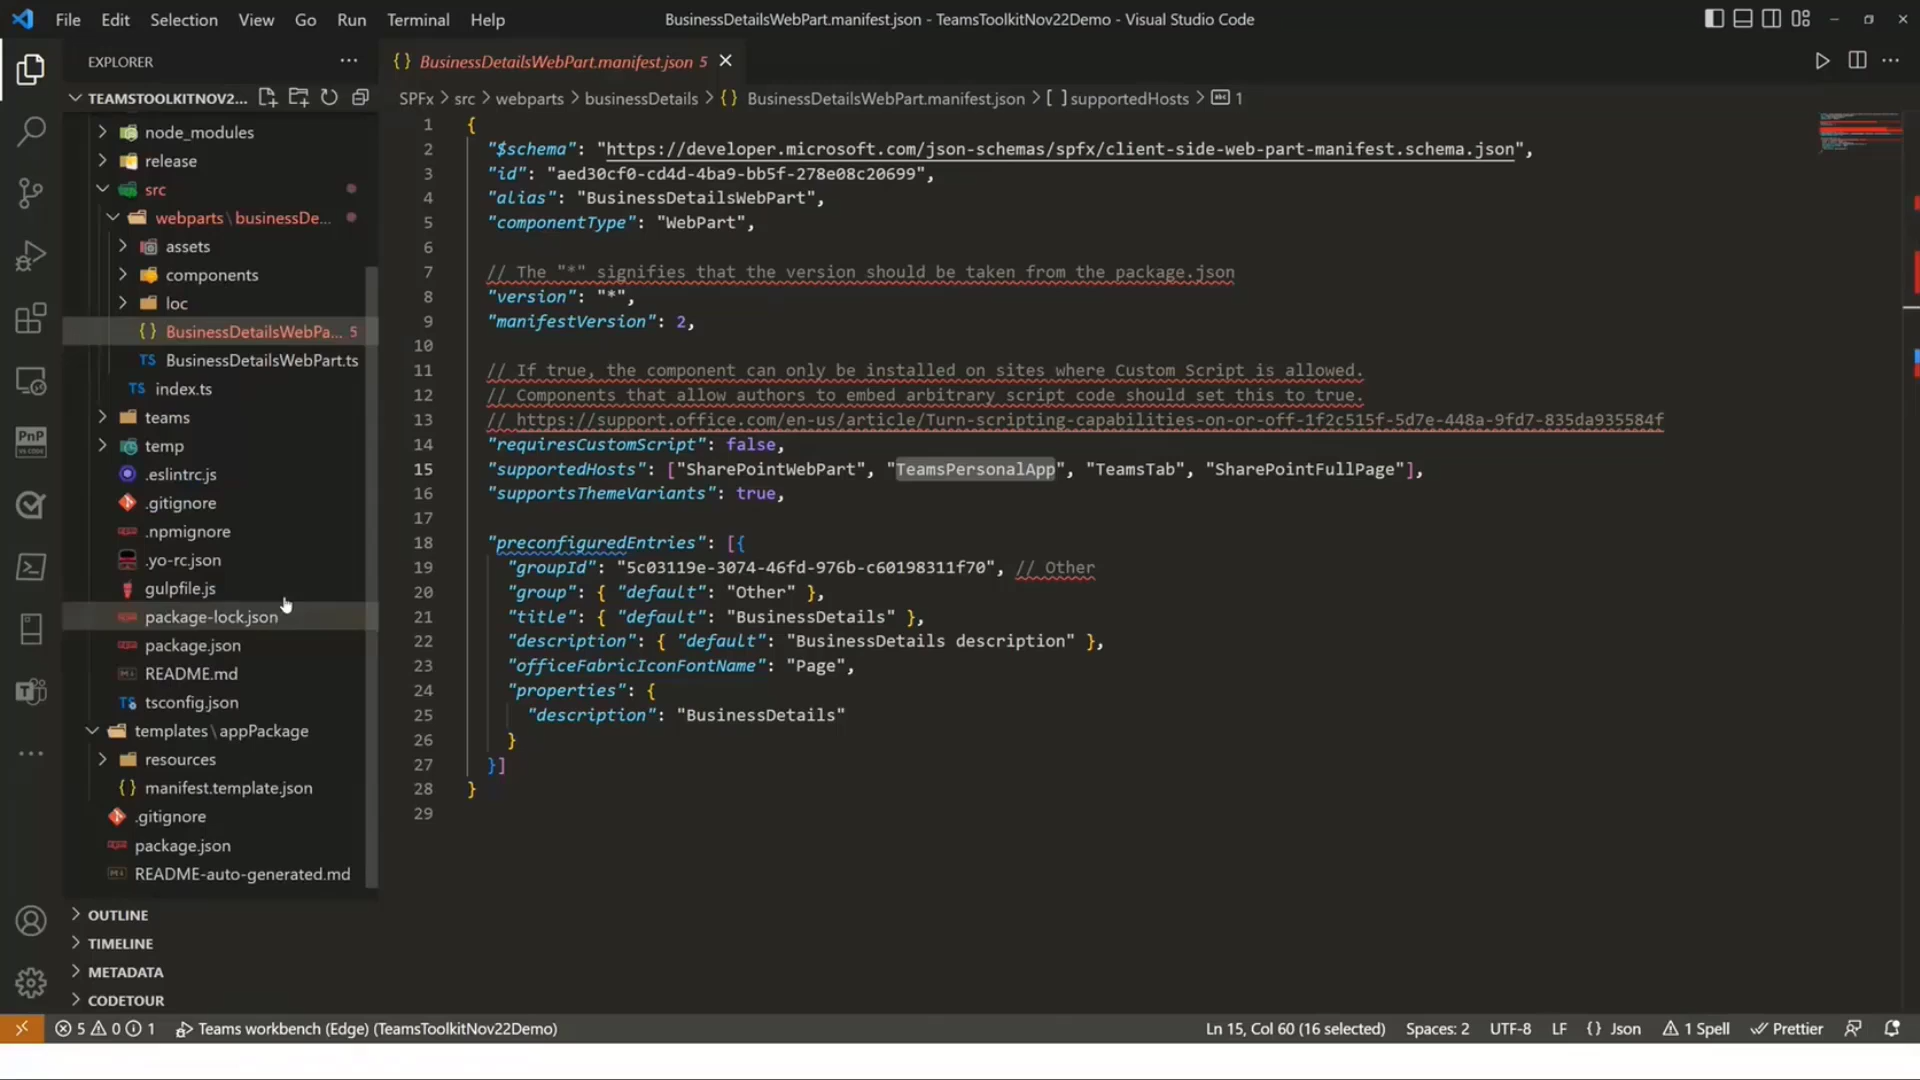 File Edit Selection View Go Run Terminal Help
BusinessDetailsWebPart.manifest.json - TeamsToolkitNov22Demo - Visual Studio Code
EXPLORER
TEAMSTOOLKITNOV2...
node_modules
release
src
webparts\businessDe...
assets
components
loc
BusinessDetailsWebPa... 5
BusinessDetailsWebPart.ts
index.ts
teams
temp
.eslintrc.js
.gitignore
.npmignore
.yo-rc.json
gulpfile.js
package-lock.json
package.json
README.md
tsconfig.json
templates\appPackage
resources
manifest.template.json
.gitignore
package.json
README-auto-generated.md
OUTLINE
TIMELINE
METADATA
CODETOUR
PnP
VS CODE
{} BusinessDetailsWebPart.manifest.json 5
SPFx > src > webparts > businessDetails > {} BusinessDetailsWebPart.manifest.json > [ ] supportedHosts > abc 1
1 {
2 "$schema": "https://developer.microsoft.com/json-schemas/spfx/client-side-web-part-manifest.schema.json",
3 "id": "aed30cf0-cd4d-4ba9-bb5f-278e08c20699",
4 "alias": "BusinessDetailsWebPart",
5 "componentType": "WebPart",
6
7 // The "*" signifies that the version should be taken from the package.json
8 "version": "*",
9 "manifestVersion": 2,
10
11 // If true, the component can only be installed on sites where Custom Script is allowed.
12 // Components that allow authors to embed arbitrary script code should set this to true.
13 // https://support.office.com/en-us/article/Turn-scripting-capabilities-on-or-off-1f2c515f-5d7e-448a-9fd7-835da935584f
14 "requiresCustomScript": false,
15 "supportedHosts": ["SharePointWebPart", "TeamsPersonalApp", "TeamsTab", "SharePointFullPage"],
16 "supportsThemeVariants": true,
17
18 "preconfiguredEntries": [{
19 "groupId": "5c03119e-3074-46fd-976b-c60198311f70", // Other
20 "group": { "default": "Other" },
21 "title": { "default": "BusinessDetails" },
22 "description": { "default": "BusinessDetails description" },
23 "officeFabricIconFontName": "Page",
24 "properties": {
25 "description": "BusinessDetails"
26 }
27 }]
28 }
29
5 0 1 Teams workbench (Edge) (TeamsToolkitNov22Demo)
Ln 15, Col 60 (16 selected) Spaces: 2 UTF-8 LF {} Json 1 Spell Prettier